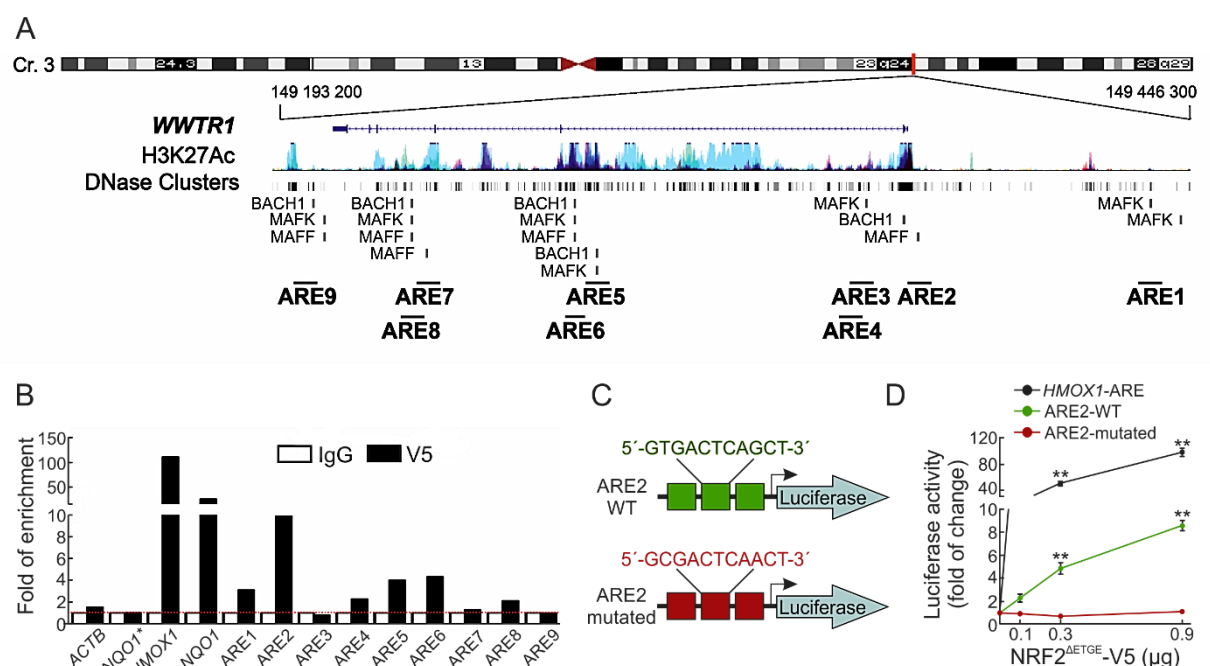 A
Cr. 3
24.3
13
23
q24
28
q29
149 193 200
149 446 300
WWTR1
H3K27Ac
DNase Clusters
BACH1 BACH1 BACH1 MAFK MAFK
MAFK MAFK MAFK BACH1 MAFK
MAFF MAFF MAFF MAFF
MAFF BACH1
MAFK
ARE9 ARE7 ARE5 ARE3 ARE2 ARE1
ARE8 ARE6 ARE4
B
Fold of enrichment
150
100
50
10
8
6
4
2
0
IgG V5
ACTB NQO1* HMOX1 NQO1 ARE1 ARE2 ARE3 ARE4 ARE5 ARE6 ARE7 ARE8 ARE9
C
5´-GTGACTCAGCT-3´
ARE2
WT
Luciferase
5´-GCGACTCAACT-3´
ARE2
mutated
Luciferase
D
HMOX1-ARE
ARE2-WT
ARE2-mutated
Luciferase activity
(fold of change)
120
80
40
10
8
6
4
2
0
**
**
**
**
0.1 0.3 0.9
NRF2ΔETGE-V5 (µg)